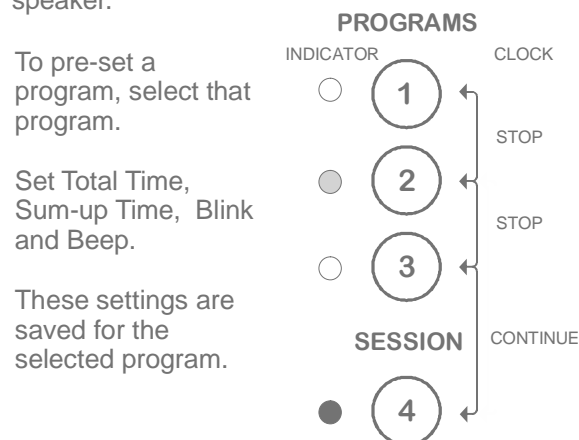 speaker.
To pre-set a
program, select that
program.
Set Total Time,
Sum-up Time, Blink
and Beep.
These settings are
saved for the
selected program.
PROGRAMS
INDICATOR
CLOCK
1
STOP
2
STOP
3
SESSION
CONTINUE
4